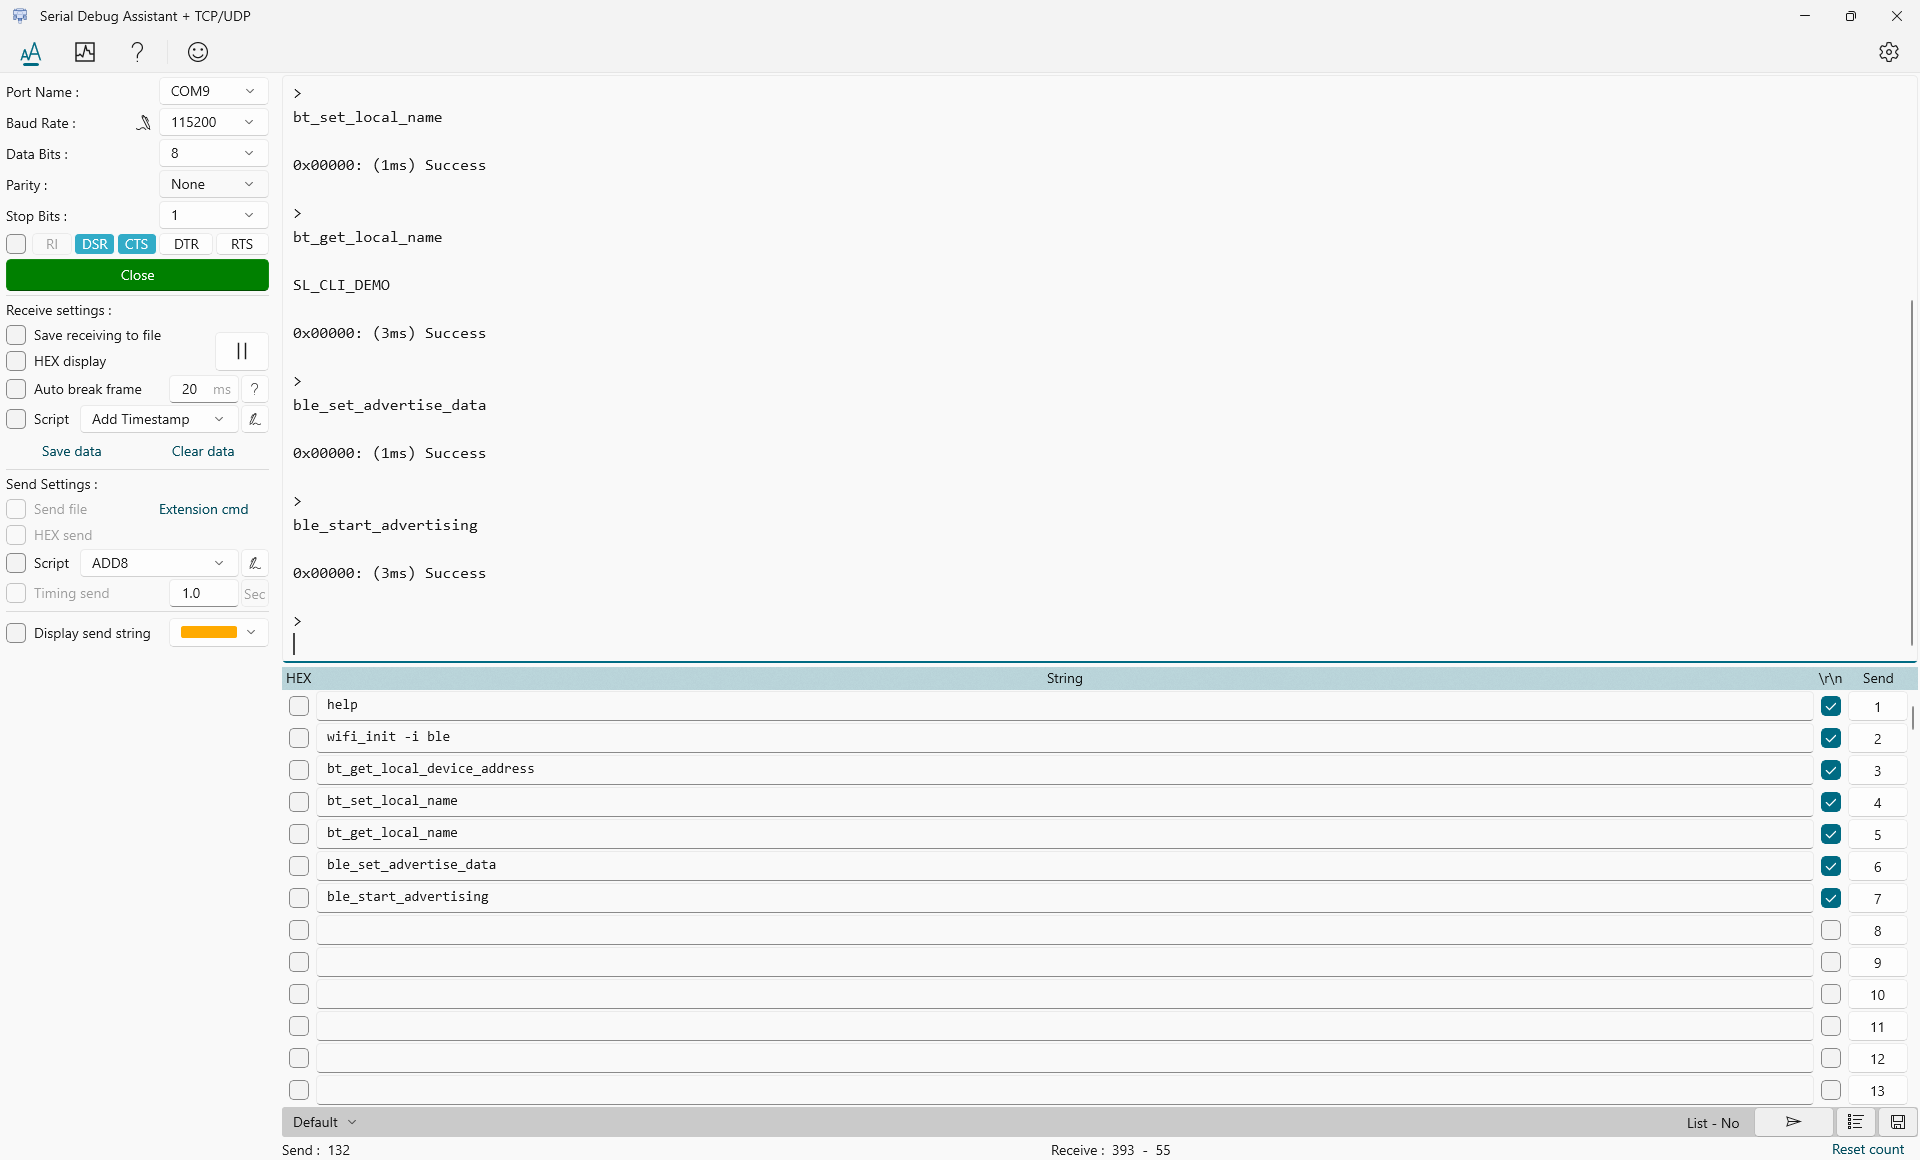 Serial Debug Assistant + TCP/UDP
Port Name :
COM9
Baud Rate :
115200
Data Bits :
8
Parity :
None
Stop Bits :
1
RI
DSR
CTS
DTR
RTS
Close
Receive settings :
Save receiving to file
HEX display
Auto break frame
20 ms
?
Script
Add Timestamp
Save data
Clear data
Send Settings :
Send file
Extension cmd
HEX send
Script
ADD8
Timing send
1.0
Sec
Display send string
>
bt_set_local_name
0x00000: (1ms) Success
>
bt_get_local_name
SL_CLI_DEMO
0x00000: (3ms) Success
>
ble_set_advertise_data
0x00000: (1ms) Success
>
ble_start_advertising
0x00000: (3ms) Success
>
HEX String \r\n Send
help 1
wifi_init -i ble 2
bt_get_local_device_address 3
bt_set_local_name 4
bt_get_local_name 5
ble_set_advertise_data 6
ble_start_advertising 7
8
9
10
11
12
13
Default
List - No
Send : 132
Receive : 393 - 55
Reset count